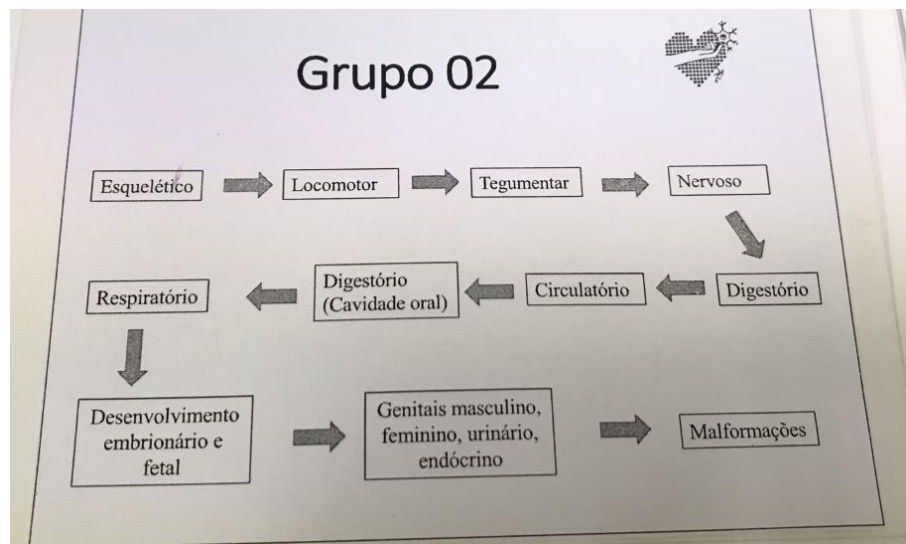 Grupo 02
Esquelético
Locomotor
Tegumentar
Nervoso
Digestório
Circulatório
Digestório
(Cavidade oral)
Respiratório
Desenvolvimento
embrionário e
fetal
Genitais masculino,
feminino, urinário,
endócrino
Malformações